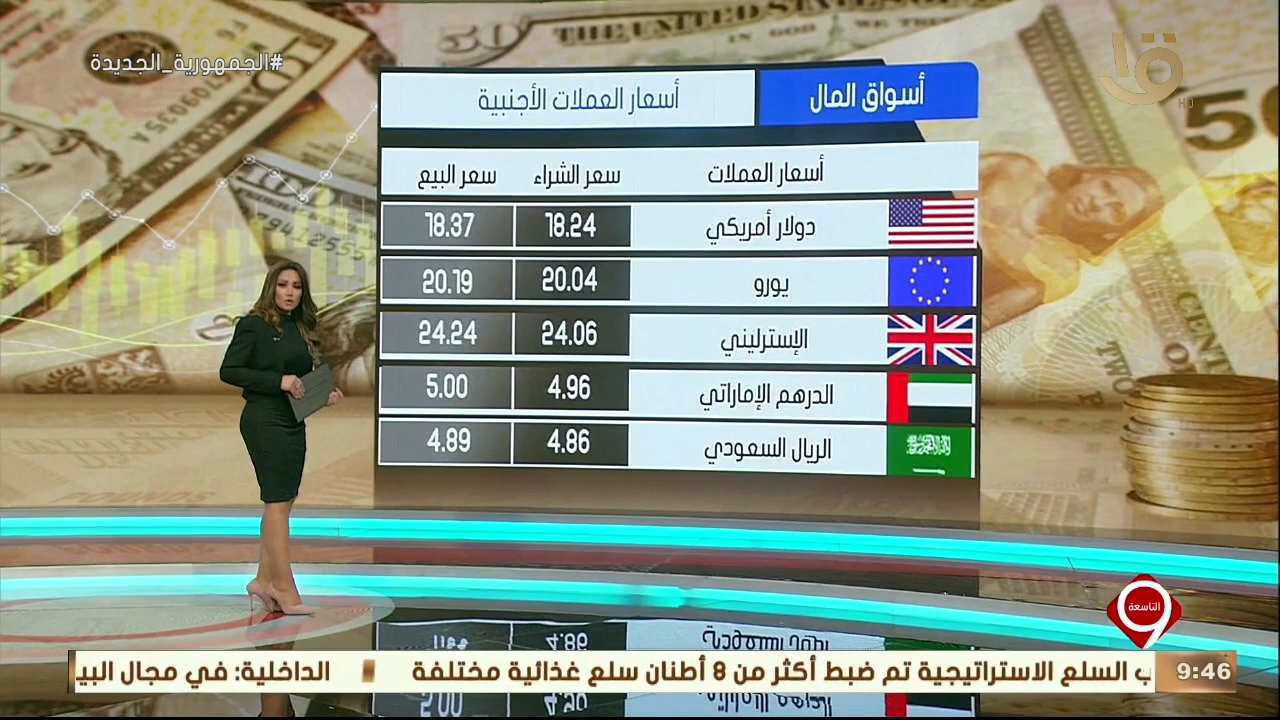 #الجمهورية_الجديدة
HD
أسواق المال
أسعار العملات الأجنبية
أسعار العملات سعر الشراء سعر البيع
دولار أمريكي 18.24 18.37
يورو 20.04 20.19
الإسترليني 24.06 24.24
الدرهم الإماراتي 4.96 5.00
الريال السعودي 4.86 4.89
التاسعة
9
9:46
ب السلع الاستراتيجية تم ضبط أكثر من 8 أطنان سلع غذائية مختلفة الداخلية: في مجال البي